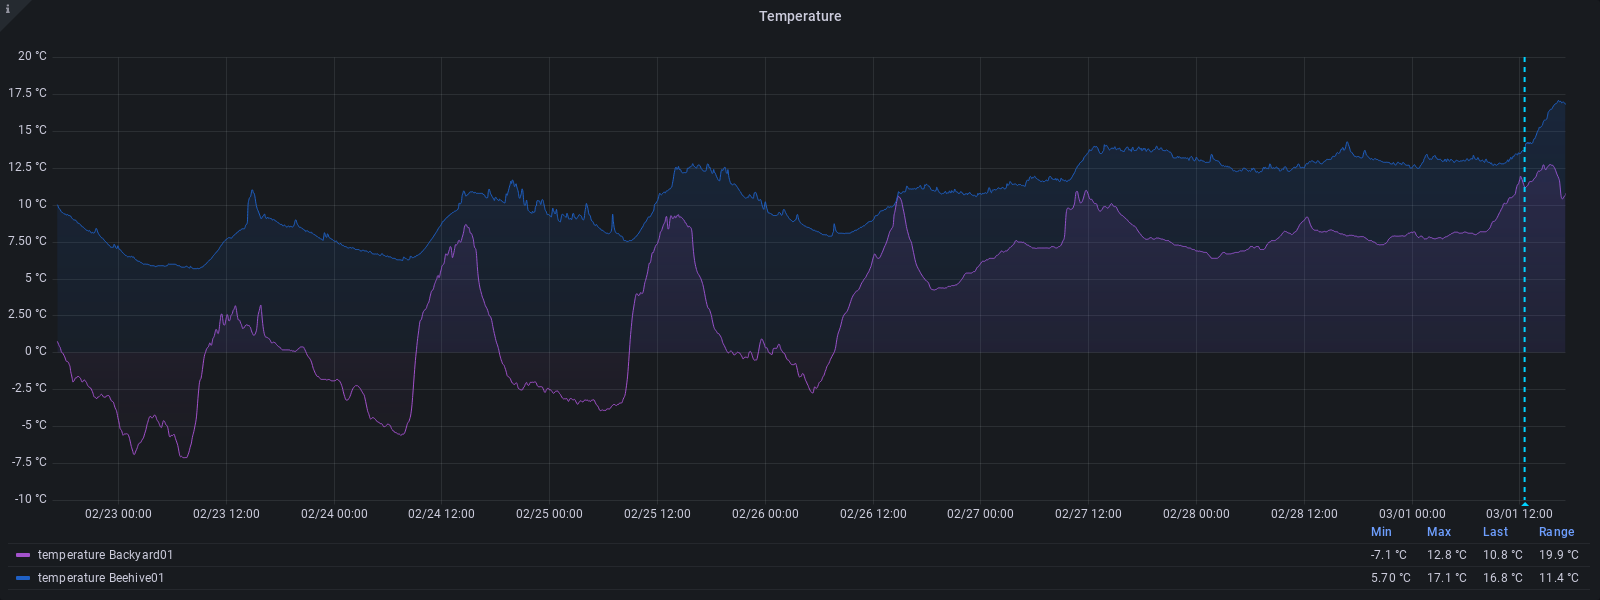 i
Temperature
20 °C
17.5 °C
15 °C
12.5 °C
10 °C
7.50 °C
5 °C
2.50 °C
0 °C
-2.5 °C
-5 °C
-7.5 °C
-10 °C
02/23 00:00 02/23 12:00 02/24 00:00 02/24 12:00 02/25 00:00 02/25 12:00 02/26 00:00 02/26 12:00 02/27 00:00 02/27 12:00 02/28 00:00 02/28 12:00 03/01 00:00 03/01 12:00
Min Max Last Range
temperature Backyard01 -7.1 °C 12.8 °C 10.8 °C 19.9 °C
temperature Beehive01 5.70 °C 17.1 °C 16.8 °C 11.4 °C